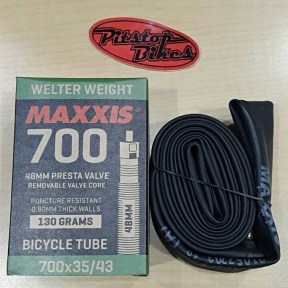 Pitstop
Bikes
WELTER WEIGHT
MAXXIS
700
48MM PRESTA VALVE
REMOVABLE VALVE CORE
PUNCTURE RESISTANT
0.80MM THICK WALLS
130 GRAMS
48MM
BICYCLE TUBE
700x35/43